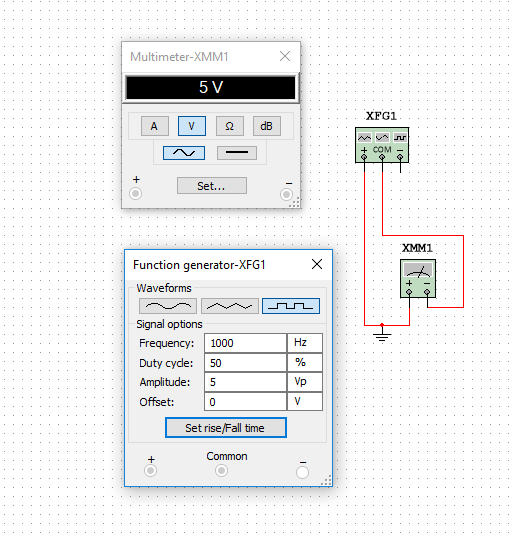 Multimeter-XMM1
5 V
A V Ω dB
+ Set... –
XFG1
+ COM –
XMM1
+ –
Function generator-XFG1
Waveforms
Signal options
Frequency: 1000 Hz
Duty cycle: 50 %
Amplitude: 5 Vp
Offset: 0 V
Set rise/Fall time
+ Common –